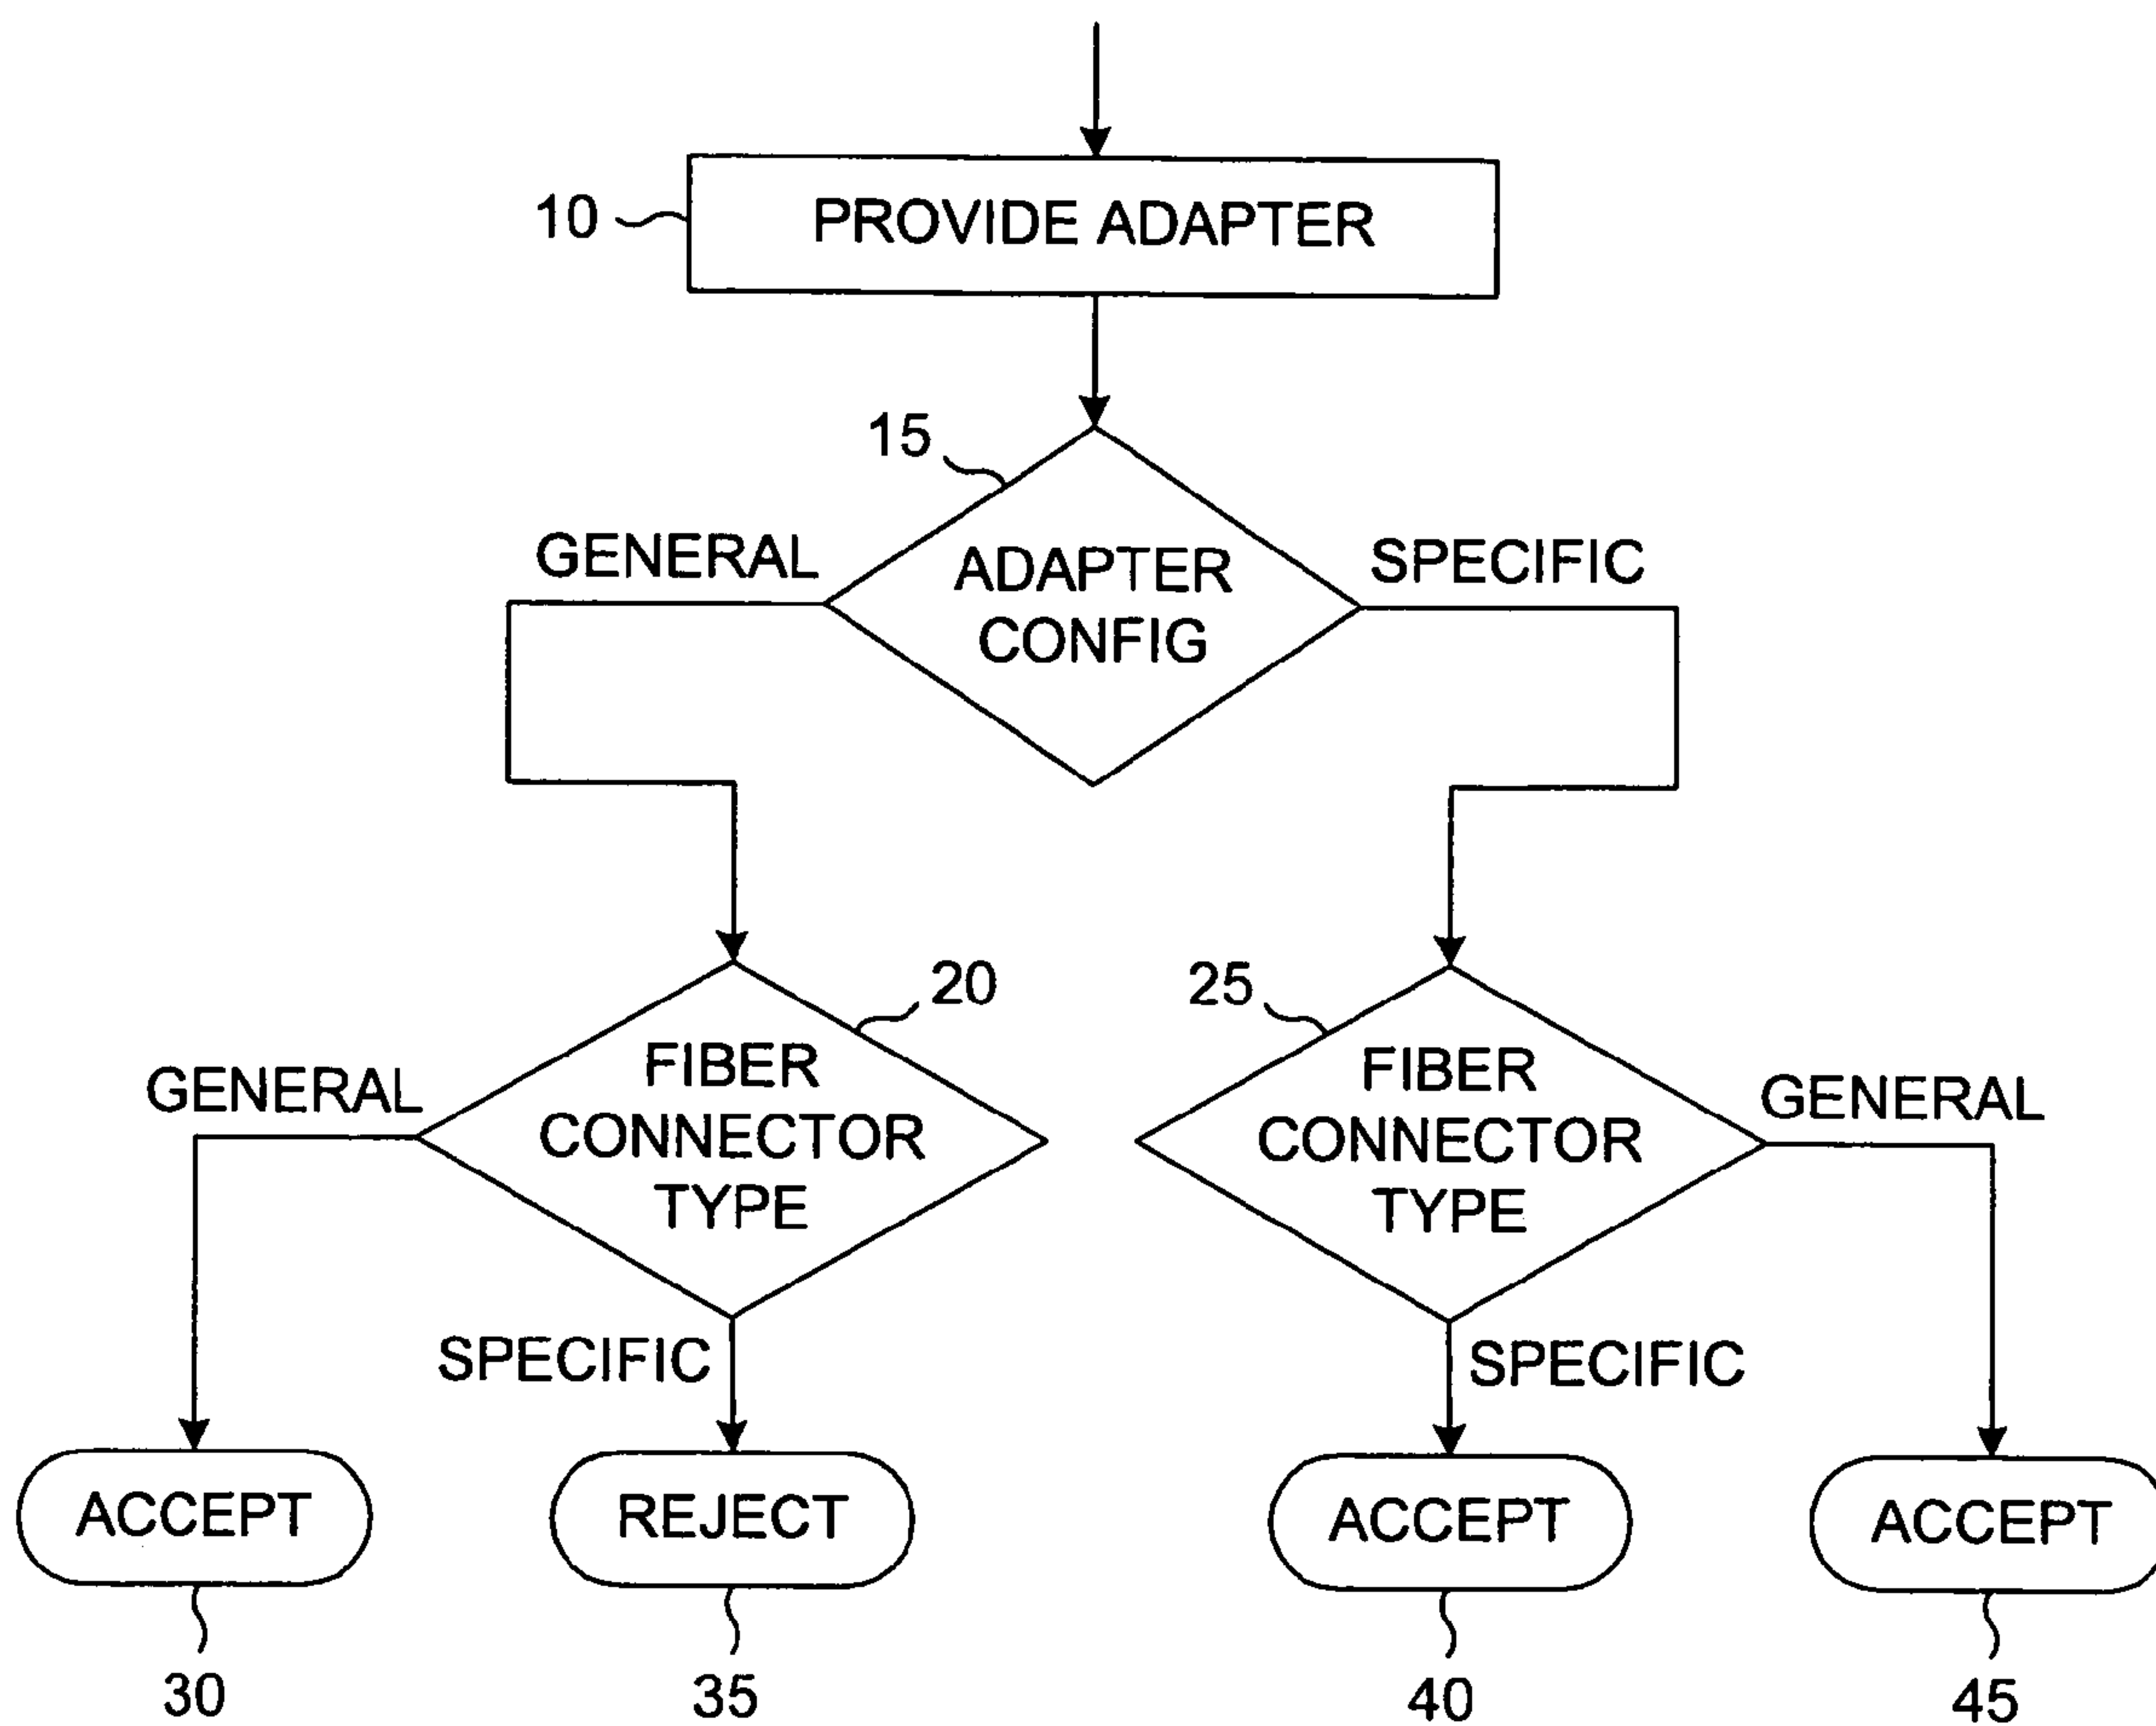 10
PROVIDE ADAPTER
15
GENERAL
ADAPTER
CONFIG
SPECIFIC
20
25
GENERAL
FIBER
CONNECTOR
TYPE
FIBER
CONNECTOR
TYPE
GENERAL
SPECIFIC
SPECIFIC
ACCEPT
REJECT
ACCEPT
ACCEPT
30
35
40
45